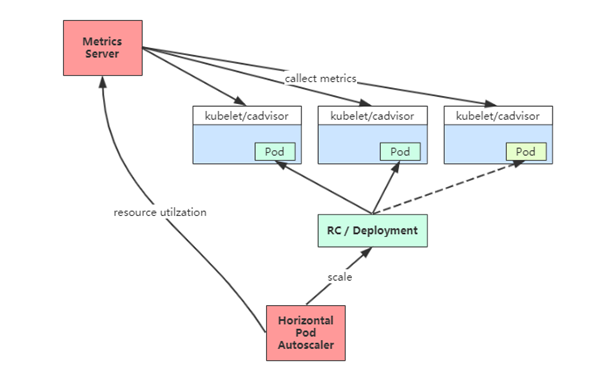 Metrics
Server
callect metrics
kubelet/cadvisor
kubelet/cadvisor
kubelet/cadvisor
Pod
Pod
Pod
resource utilzation
RC / Deployment
scale
Horizontal
Pod
Autoscaler